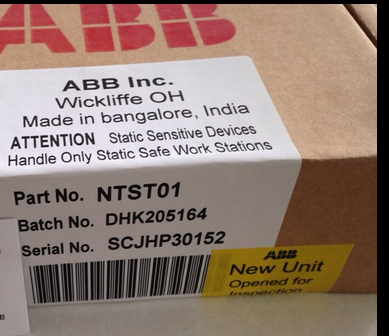 ABB
ABB Inc.
Wickliffe OH
Made in bangalore, India
ATTENTION Static Sensitive Devices
Handle Only Static Safe Work Stations
Part No. NTST01
Batch No. DHK205164
Serial No. SCJHP30152
ABB
New Unit
Opened for
Inspection